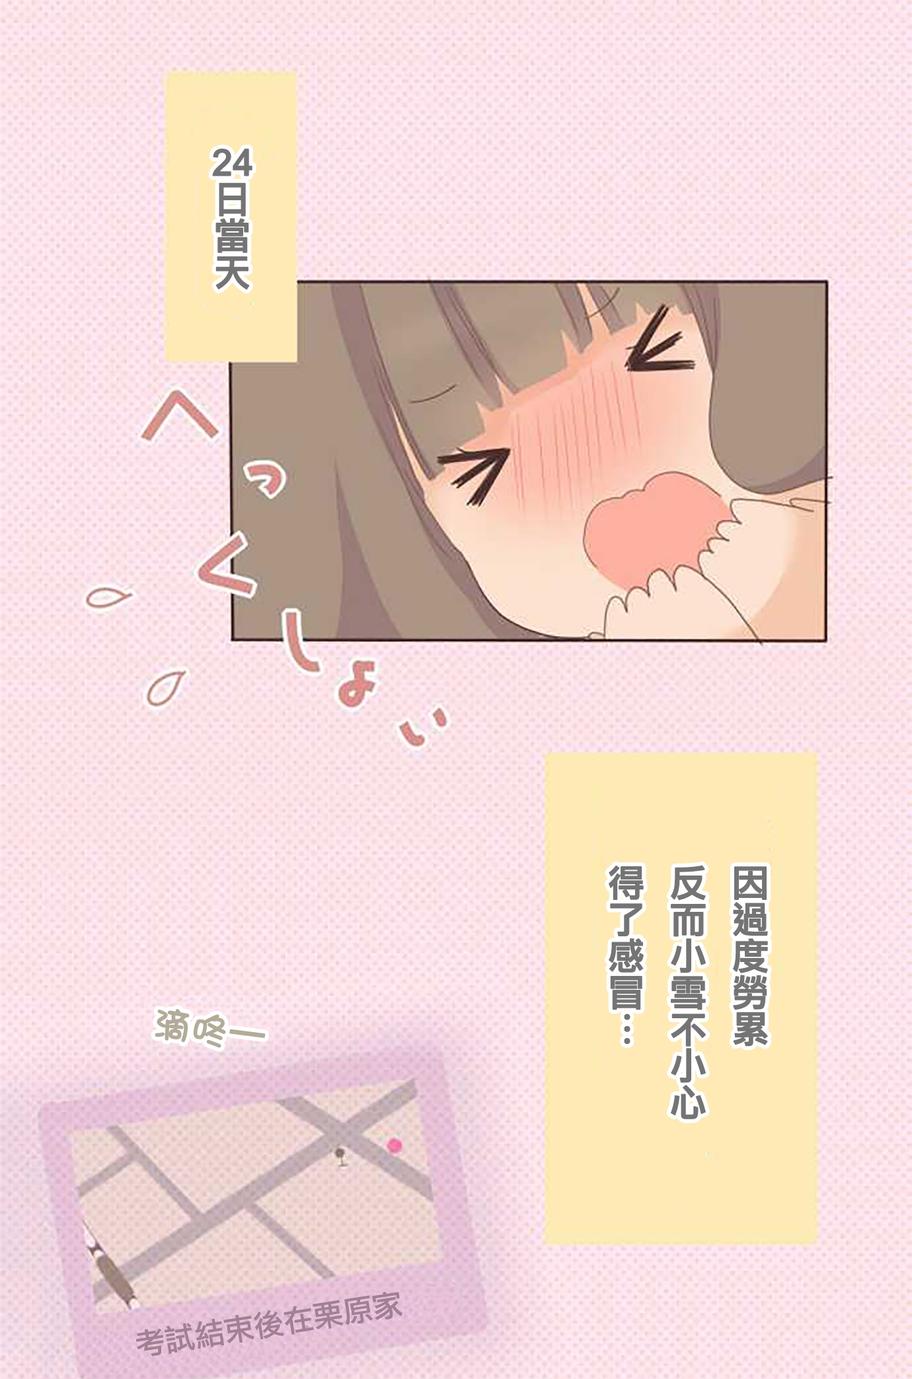 24日當天
へっくしょい
因過度勞累
反而小雪不小心
得了感冒…
滴咚—
考試結束後在栗原家